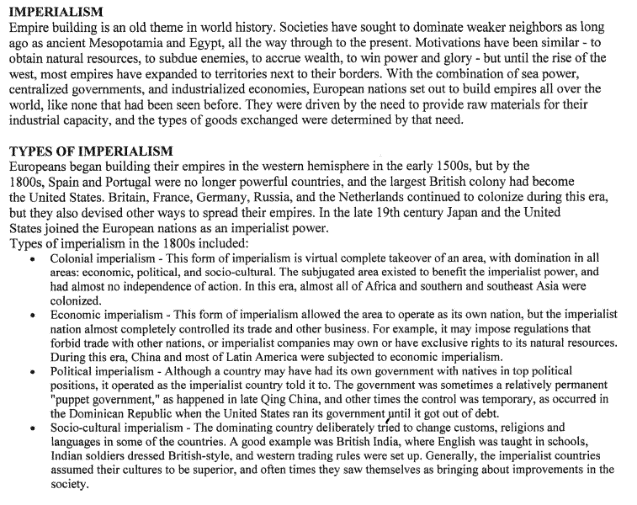 IMPERIALISM
Empire building is an old theme in world history. Societies have sought to dominate weaker neighbors as long
ago as ancient Mesopotamia and Egypt, all the way through to the present. Motivations have been similar - to
obtain natural resources, to subdue enemies, to accrue wealth, to win power and glory - but until the rise of the
west, most empires have expanded to territories next to their borders. With the combination of sea power,
centralized governments, and industrialized economies, European nations set out to build empires all over the
world, like none that had been seen before. They were driven by the need to provide raw materials for their
industrial capacity, and the types of goods exchanged were determined by that need.
TYPES OF IMPERIALISM
Europeans began building their empires in the western hemisphere in the early 1500s, but by the
1800s, Spain and Portugal were no longer powerful countries, and the largest British colony had become
the United States. Britain, France, Germany, Russia, and the Netherlands continued to colonize during this era,
but they also devised other ways to spread their empires. In the late 19th century Japan and the United
States joined the European nations as an imperialist power.
Types of imperialism in the 1800s included:
• Colonial imperialism - This form of imperialism is virtual complete takeover of an area, with domination in all
areas: economic, political, and socio-cultural. The subjugated area existed to benefit the imperialist power, and
had almost no independence of action. In this era, almost all of Africa and southern and southeast Asia were
colonized.
• Economic imperialism - This form of imperialism allowed the area to operate as its own nation, but the imperialist
nation almost completely controlled its trade and other business. For example, it may impose regulations that
forbid trade with other nations, or imperialist companies may own or have exclusive rights to its natural resources.
During this era, China and most of Latin America were subjected to economic imperialism.
• Political imperialism - Although a country may have had its own government with natives in top political
positions, it operated as the imperialist country told it to. The government was sometimes a relatively permanent
"puppet government," as happened in late Qing China, and other times the control was temporary, as occurred in
the Dominican Republic when the United States ran its government until it got out of debt.
• Socio-cultural imperialism - The dominating country deliberately tried to change customs, religions and
languages in some of the countries. A good example was British India, where English was taught in schools,
Indian soldiers dressed British-style, and western trading rules were set up. Generally, the imperialist countries
assumed their cultures to be superior, and often times they saw themselves as bringing about improvements in the
society.